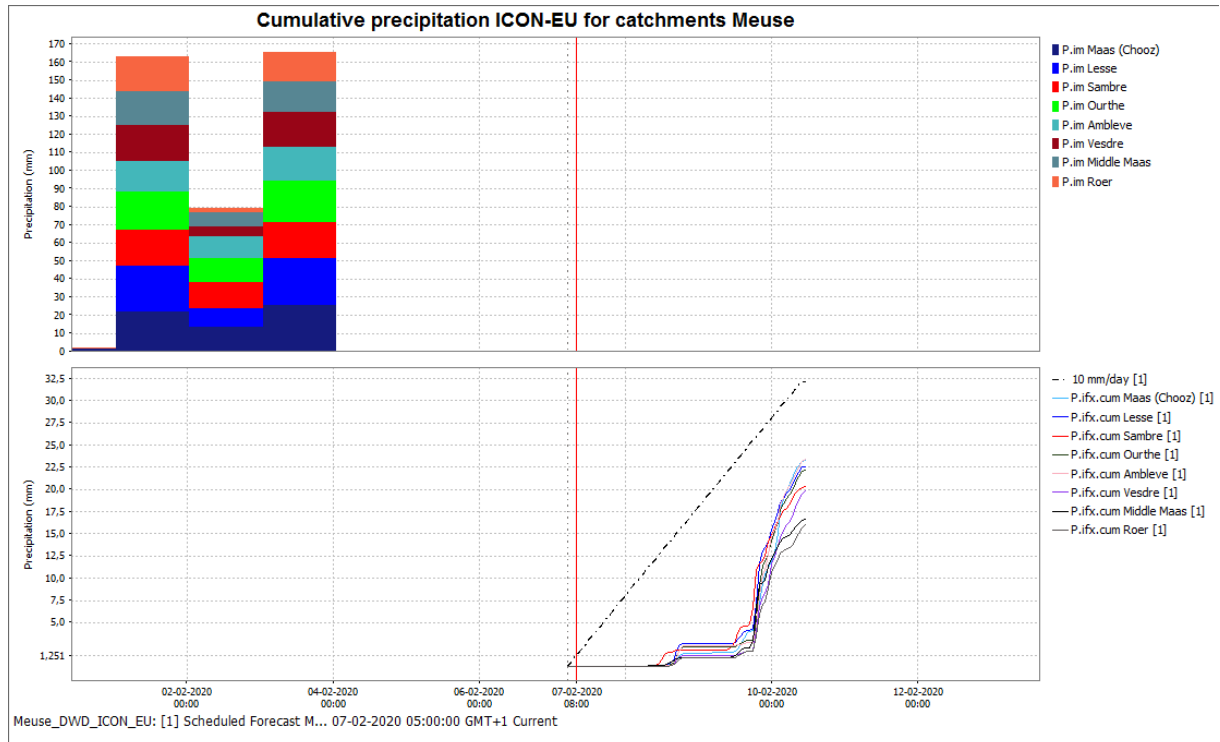 Cumulative precipitation ICON-EU for catchments Meuse
Precipitation (mm)
170
160
150
140
130
120
110
100
90
80
70
60
50
40
30
20
10
0
P.im Maas (Chooz)
P.im Lesse
P.im Sambre
P.im Ourthe
P.im Ambleve
P.im Vesdre
P.im Middle Maas
P.im Roer
Precipitation (mm)
32,5
30,0
27,5
25,0
22,5
20,0
17,5
15,0
12,5
10,0
7,5
5,0
1,251
10 mm/day [1]
P.ifx.cum Maas (Chooz) [1]
P.ifx.cum Lesse [1]
P.ifx.cum Sambre [1]
P.ifx.cum Ourthe [1]
P.ifx.cum Ambleve [1]
P.ifx.cum Vesdre [1]
P.ifx.cum Middle Maas [1]
P.ifx.cum Roer [1]
02-02-2020 04-02-2020 06-02-2020 07-02-2020 10-02-2020 12-02-2020
00:00 00:00 00:00 08:00 00:00 00:00
Meuse_DWD_ICON_EU: [1] Scheduled Forecast M... 07-02-2020 05:00:00 GMT+1 Current